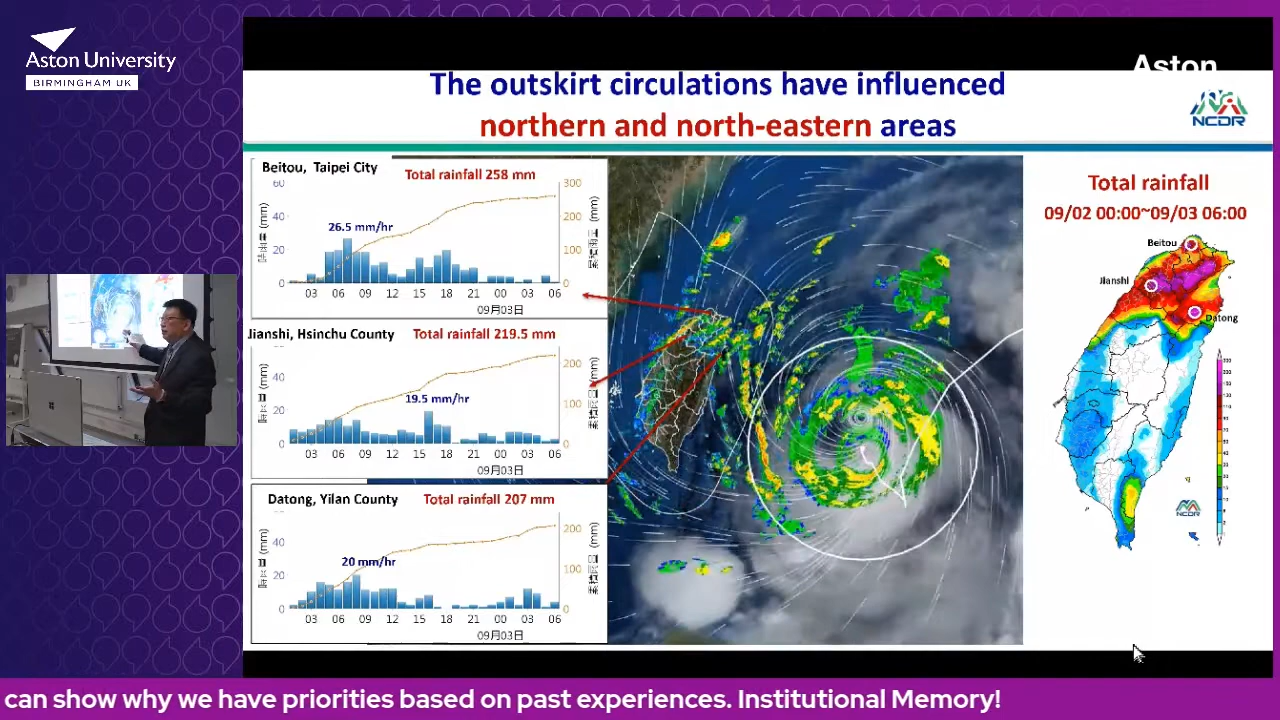 Aston University
BIRMINGHAM UK
Aston
The outskirt circulations have influenced
northern and north-eastern areas
NCDR
Beitou, Taipei City
Total rainfall 258 mm
60
300
(mm)
40
200
26.5 mm/hr
20
100
0
0
03 06 09 12 15 18 21 00 03 06
09月03日
Jianshi, Hsinchu County
Total rainfall 219.5 mm
200
(mm)
40
19.5 mm/hr
100
20
0
0
03 06 09 12 15 18 21 00 03 06
09月03日
Datong, Yilan County
Total rainfall 207 mm
200
(mm)
40
20 mm/hr
100
20
0
0
03 06 09 12 15 18 21 00 03 06
09月03日
Total rainfall
09/02 00:00~09/03 06:00
Beitou
Jianshi
Datong
NCDR
can show why we have priorities based on past experiences. Institutional Memory!